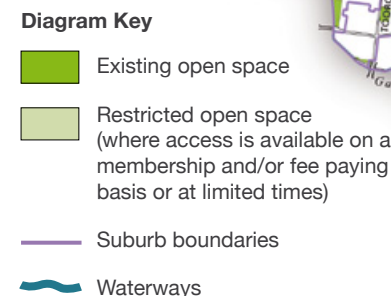 Diagram Key
Existing open space
Restricted open space
(where access is available on a
membership and/or fee paying
basis or at limited times)
Suburb boundaries
Waterways